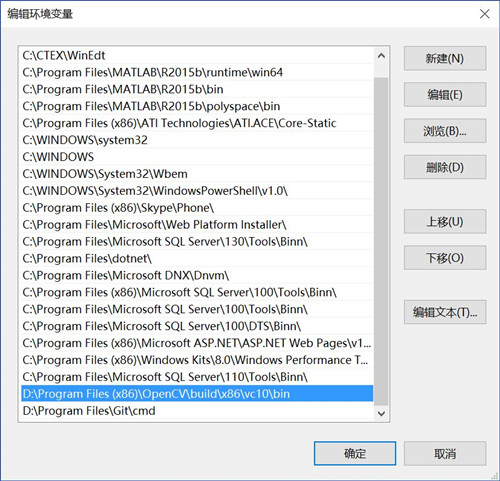 编辑环境变量
C:\CTEX\WinEdt
C:\Program Files\MATLAB\R2015b\runtime\win64
C:\Program Files\MATLAB\R2015b\bin
C:\Program Files\MATLAB\R2015b\polyspace\bin
C:\Program Files (x86)\ATI Technologies\ATI.ACE\Core-Static
C:\WINDOWS\system32
C:\WINDOWS
C:\WINDOWS\System32\Wbem
C:\WINDOWS\System32\WindowsPowerShell\v1.0\
C:\Program Files (x86)\Skype\Phone\
C:\Program Files\Microsoft\Web Platform Installer\
C:\Program Files\Microsoft SQL Server\130\Tools\Binn\
C:\Program Files\dotnet\
C:\Program Files\Microsoft DNX\Dnvm\
C:\Program Files (x86)\Microsoft SQL Server\100\Tools\Binn\
C:\Program Files\Microsoft SQL Server\100\Tools\Binn\
C:\Program Files\Microsoft SQL Server\100\DTS\Binn\
C:\Program Files (x86)\Microsoft ASP.NET\ASP.NET Web Pages\v1...
C:\Program Files (x86)\Windows Kits\8.0\Windows Performance T...
C:\Program Files\Microsoft SQL Server\110\Tools\Binn\
D:\Program Files (x86)\OpenCV\build\x86\vc10\bin
D:\Program Files\Git\cmd
新建(N)
编辑(E)
浏览(B)...
删除(D)
上移(U)
下移(O)
编辑文本(T)...
确定
取消